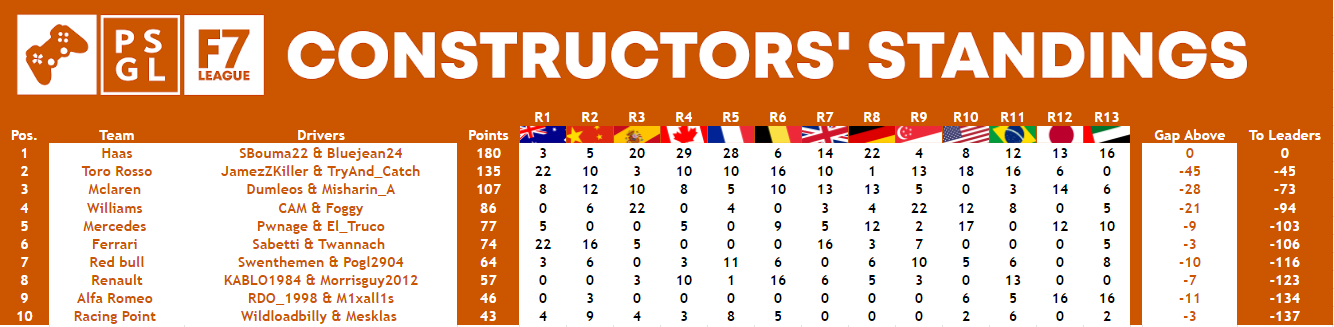 PS
GL
F7
LEAGUE
CONSTRUCTORS' STANDINGS
R1 R2 R3 R4 R5 R6 R7 R8 R9 R10 R11 R12 R13
Pos. Team Drivers Points Gap Above To Leaders
1 Haas SBouma22 & Bluejean24 180 3 5 20 29 28 6 14 22 4 8 12 13 16 0 0
2 Toro Rosso JamezZKiller & TryAnd_Catch 135 22 10 3 10 10 16 10 1 13 18 16 6 0 -45 -45
3 Mclaren Dumleos & Misharin_A 107 8 12 10 8 5 10 13 13 5 0 3 14 6 -28 -73
4 Williams CAM & Foggy 86 0 6 22 0 4 0 3 4 22 12 8 0 5 -21 -94
5 Mercedes Pwnage & El_Truco 77 5 0 0 5 0 9 5 12 2 17 0 12 10 -9 -103
6 Ferrari Sabetti & Twannach 74 22 16 5 0 0 0 16 3 7 0 0 0 5 -3 -106
7 Red bull Swenthemen & Pogl2904 64 3 6 0 3 11 6 0 6 10 5 6 0 8 -10 -116
8 Renault KABLO1984 & Morrisguy2012 57 0 0 3 10 1 16 6 5 3 0 13 0 0 -7 -123
9 Alfa Romeo RDO_1998 & M1xall1s 46 0 3 0 0 0 0 0 0 0 6 5 16 16 -11 -134
10 Racing Point Wildloadbilly & Mesklas 43 4 9 4 3 8 5 0 0 0 2 6 0 2 -3 -137